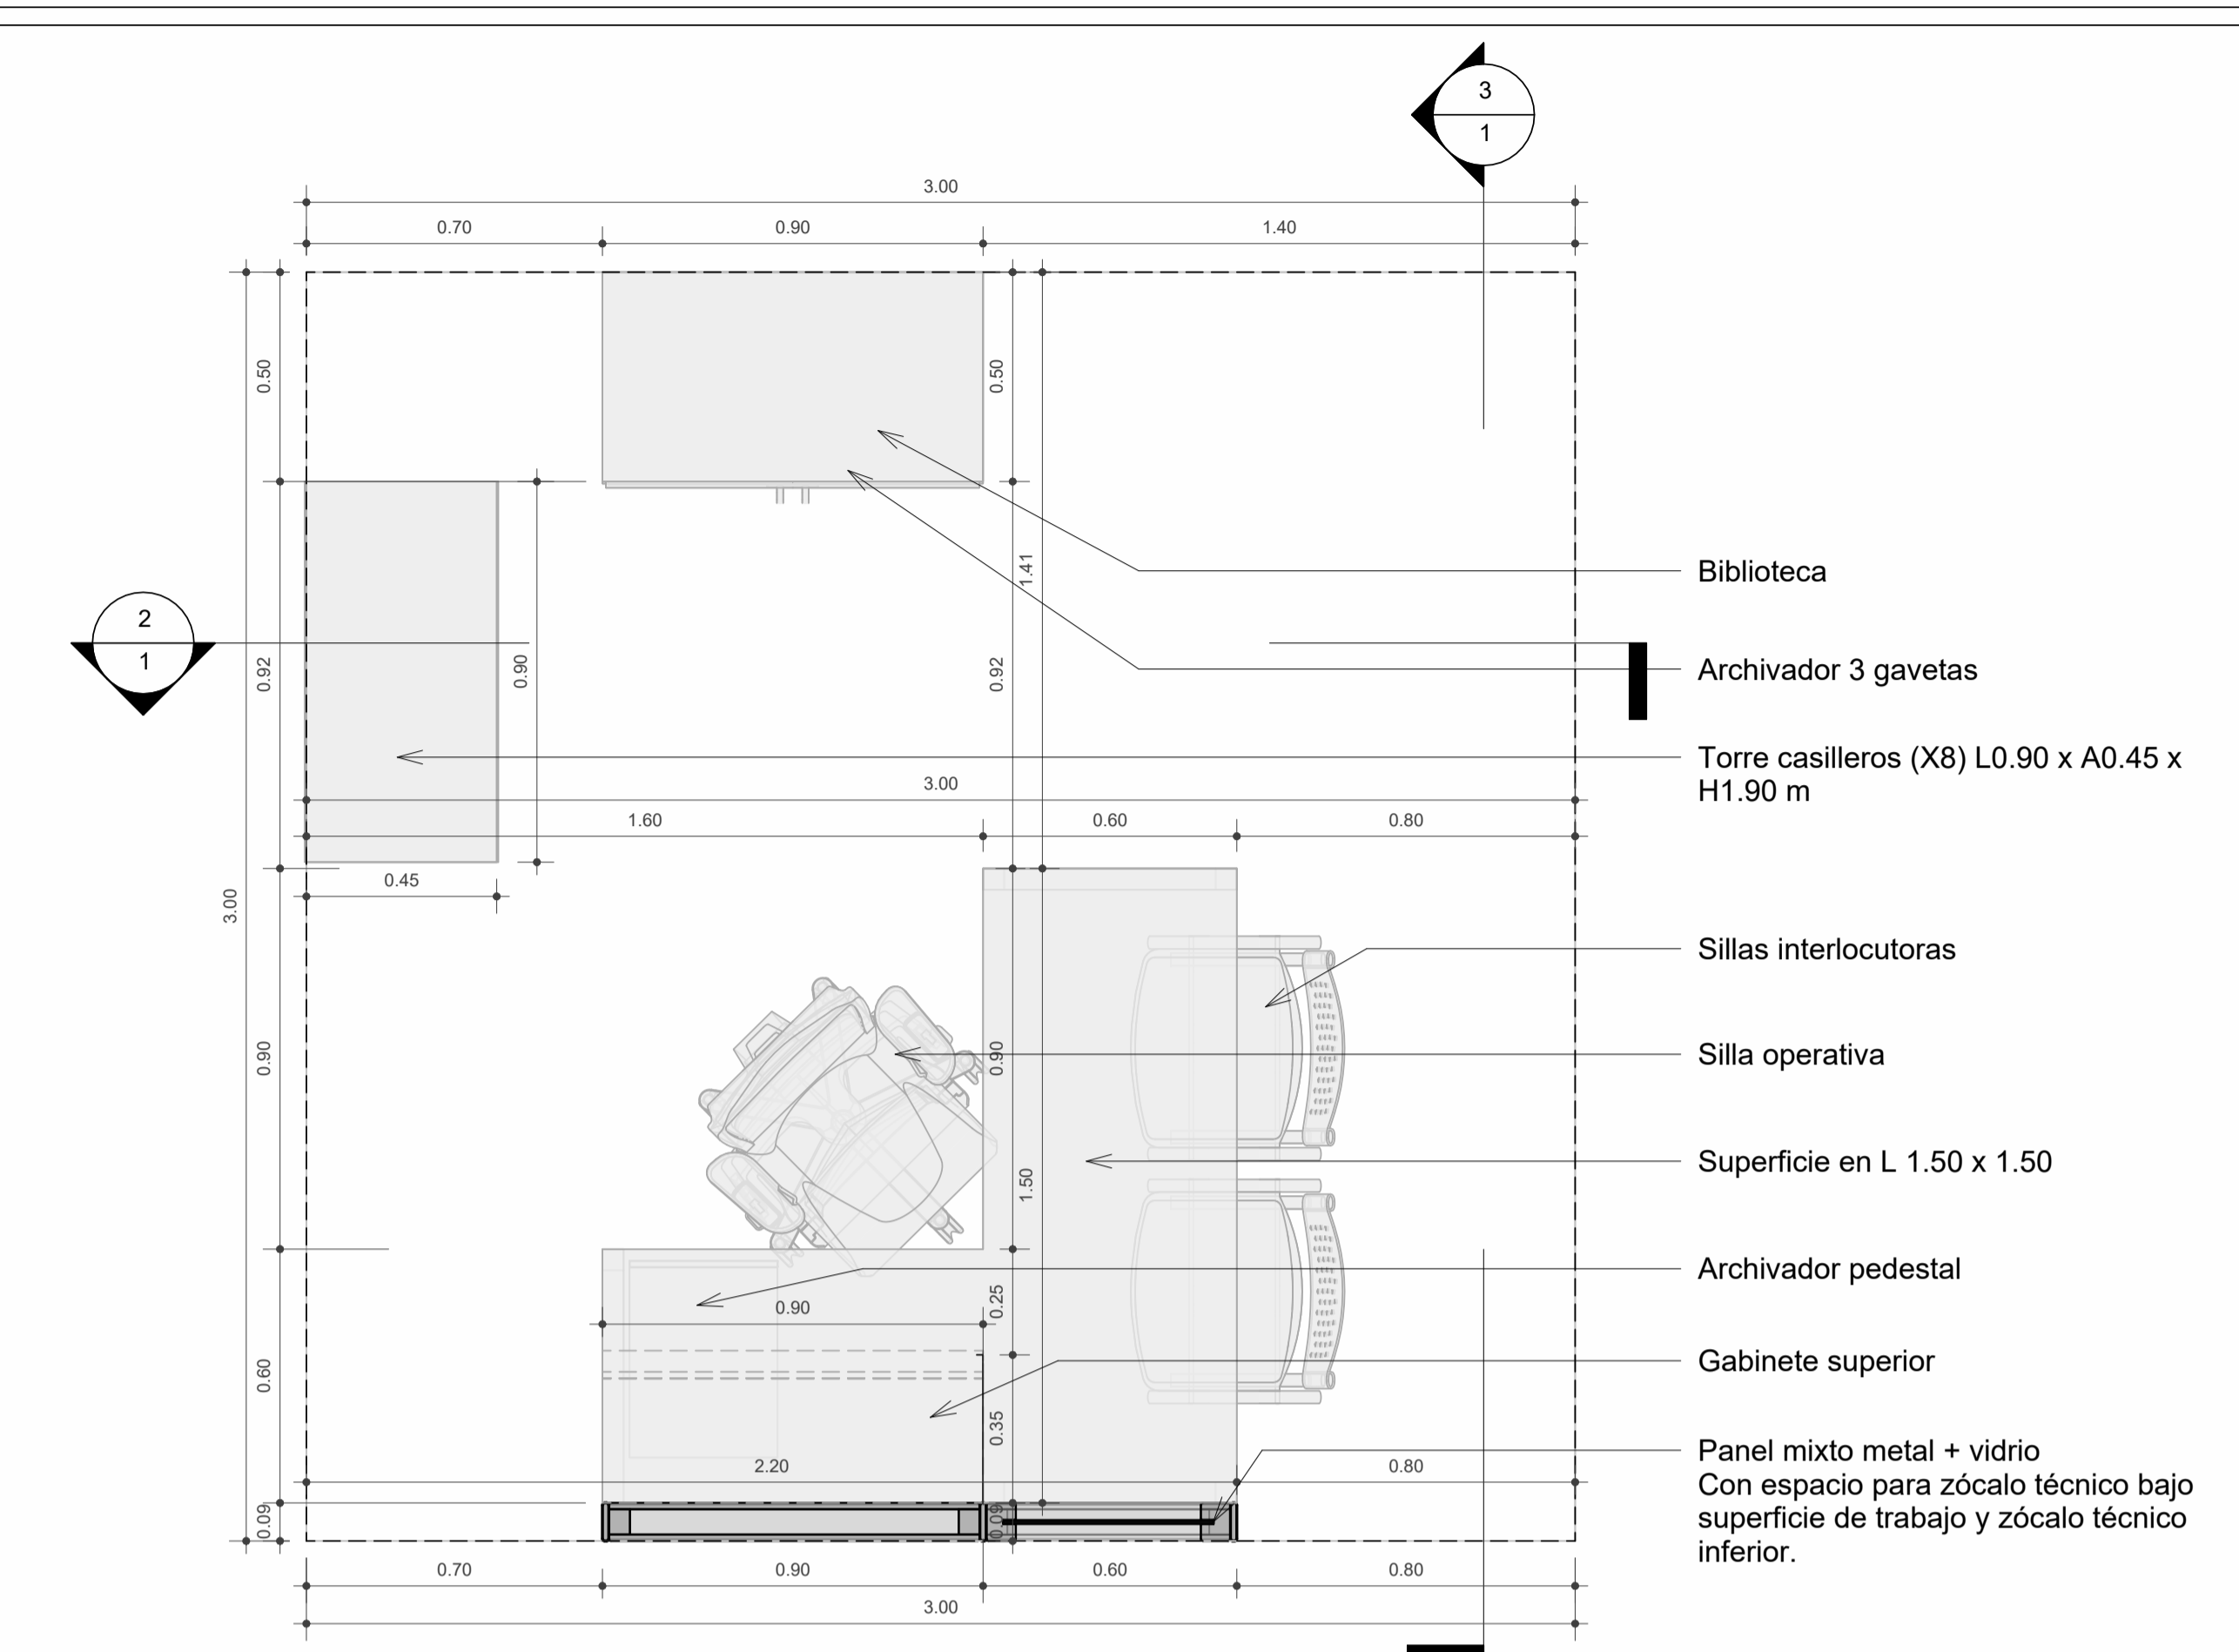 3
1
3.00
0.70
0.90
1.40
0.50
0.50
Biblioteca
1.41
2
1
0.92
0.90
0.92
Archivador 3 gavetas
Torre casilleros (X8) L0.90 x A0.45 x
H1.90 m
3.00
1.60
0.60
0.80
0.45
3.00
Sillas interlocutoras
0.90
0.90
Silla operativa
Superficie en L 1.50 x 1.50
1.50
Archivador pedestal
0.90
0.25
Gabinete superior
0.60
0.35
Panel mixto metal + vidrio
2.20
0.80
Con espacio para zócalo técnico bajo
superficie de trabajo y zócalo técnico
inferior.
0.09
0.09
0.70
0.90
0.60
0.80
3.00